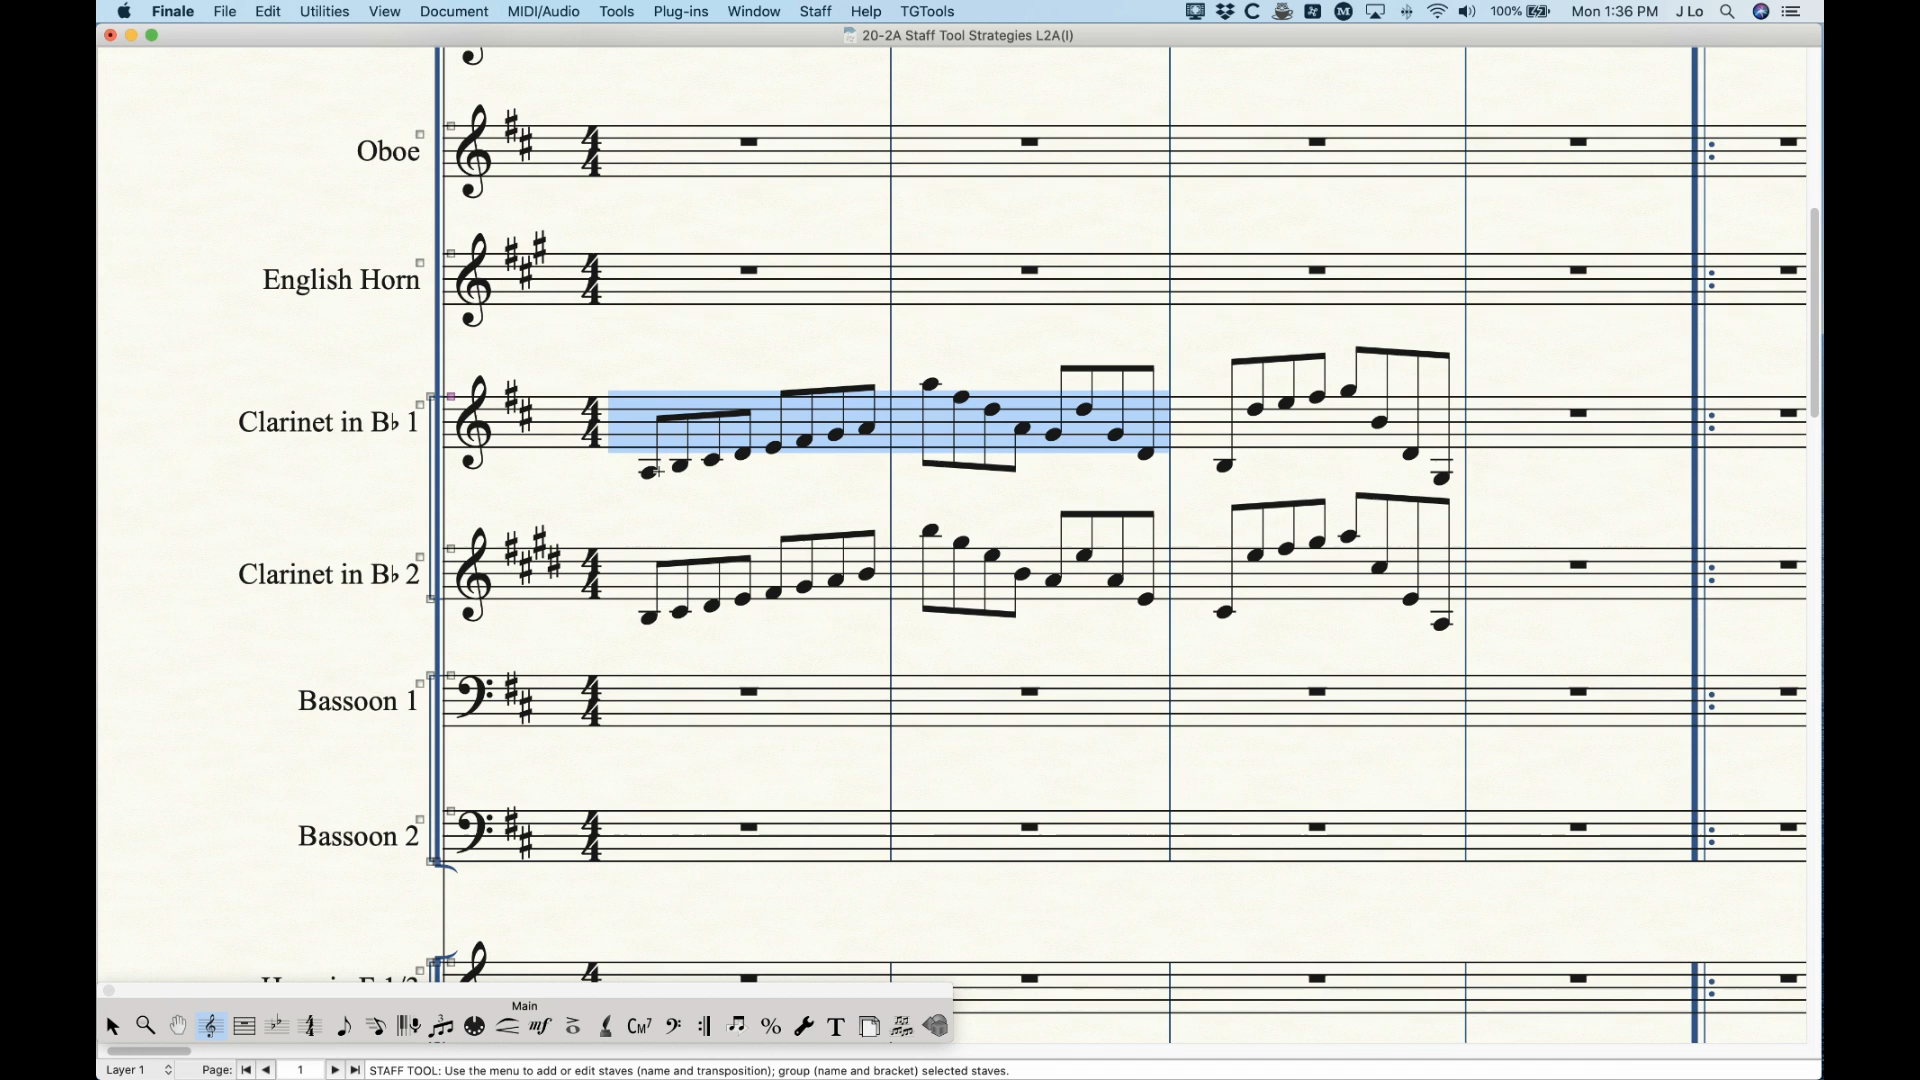 Finale File Edit Utilities View Document MIDI/Audio Tools Plug-ins Window Staff Help TGTools 100% Mon 1:36 PM J Lo
20-2A Staff Tool Strategies L2A(I)
Oboe
English Horn
Clarinet in B♭ 1
Clarinet in B♭ 2
Bassoon 1
Bassoon 2
Main
mf CM7 % T
Layer 1 Page: 1 STAFF TOOL: Use the menu to add or edit staves (name and transposition); group (name and bracket) selected staves.